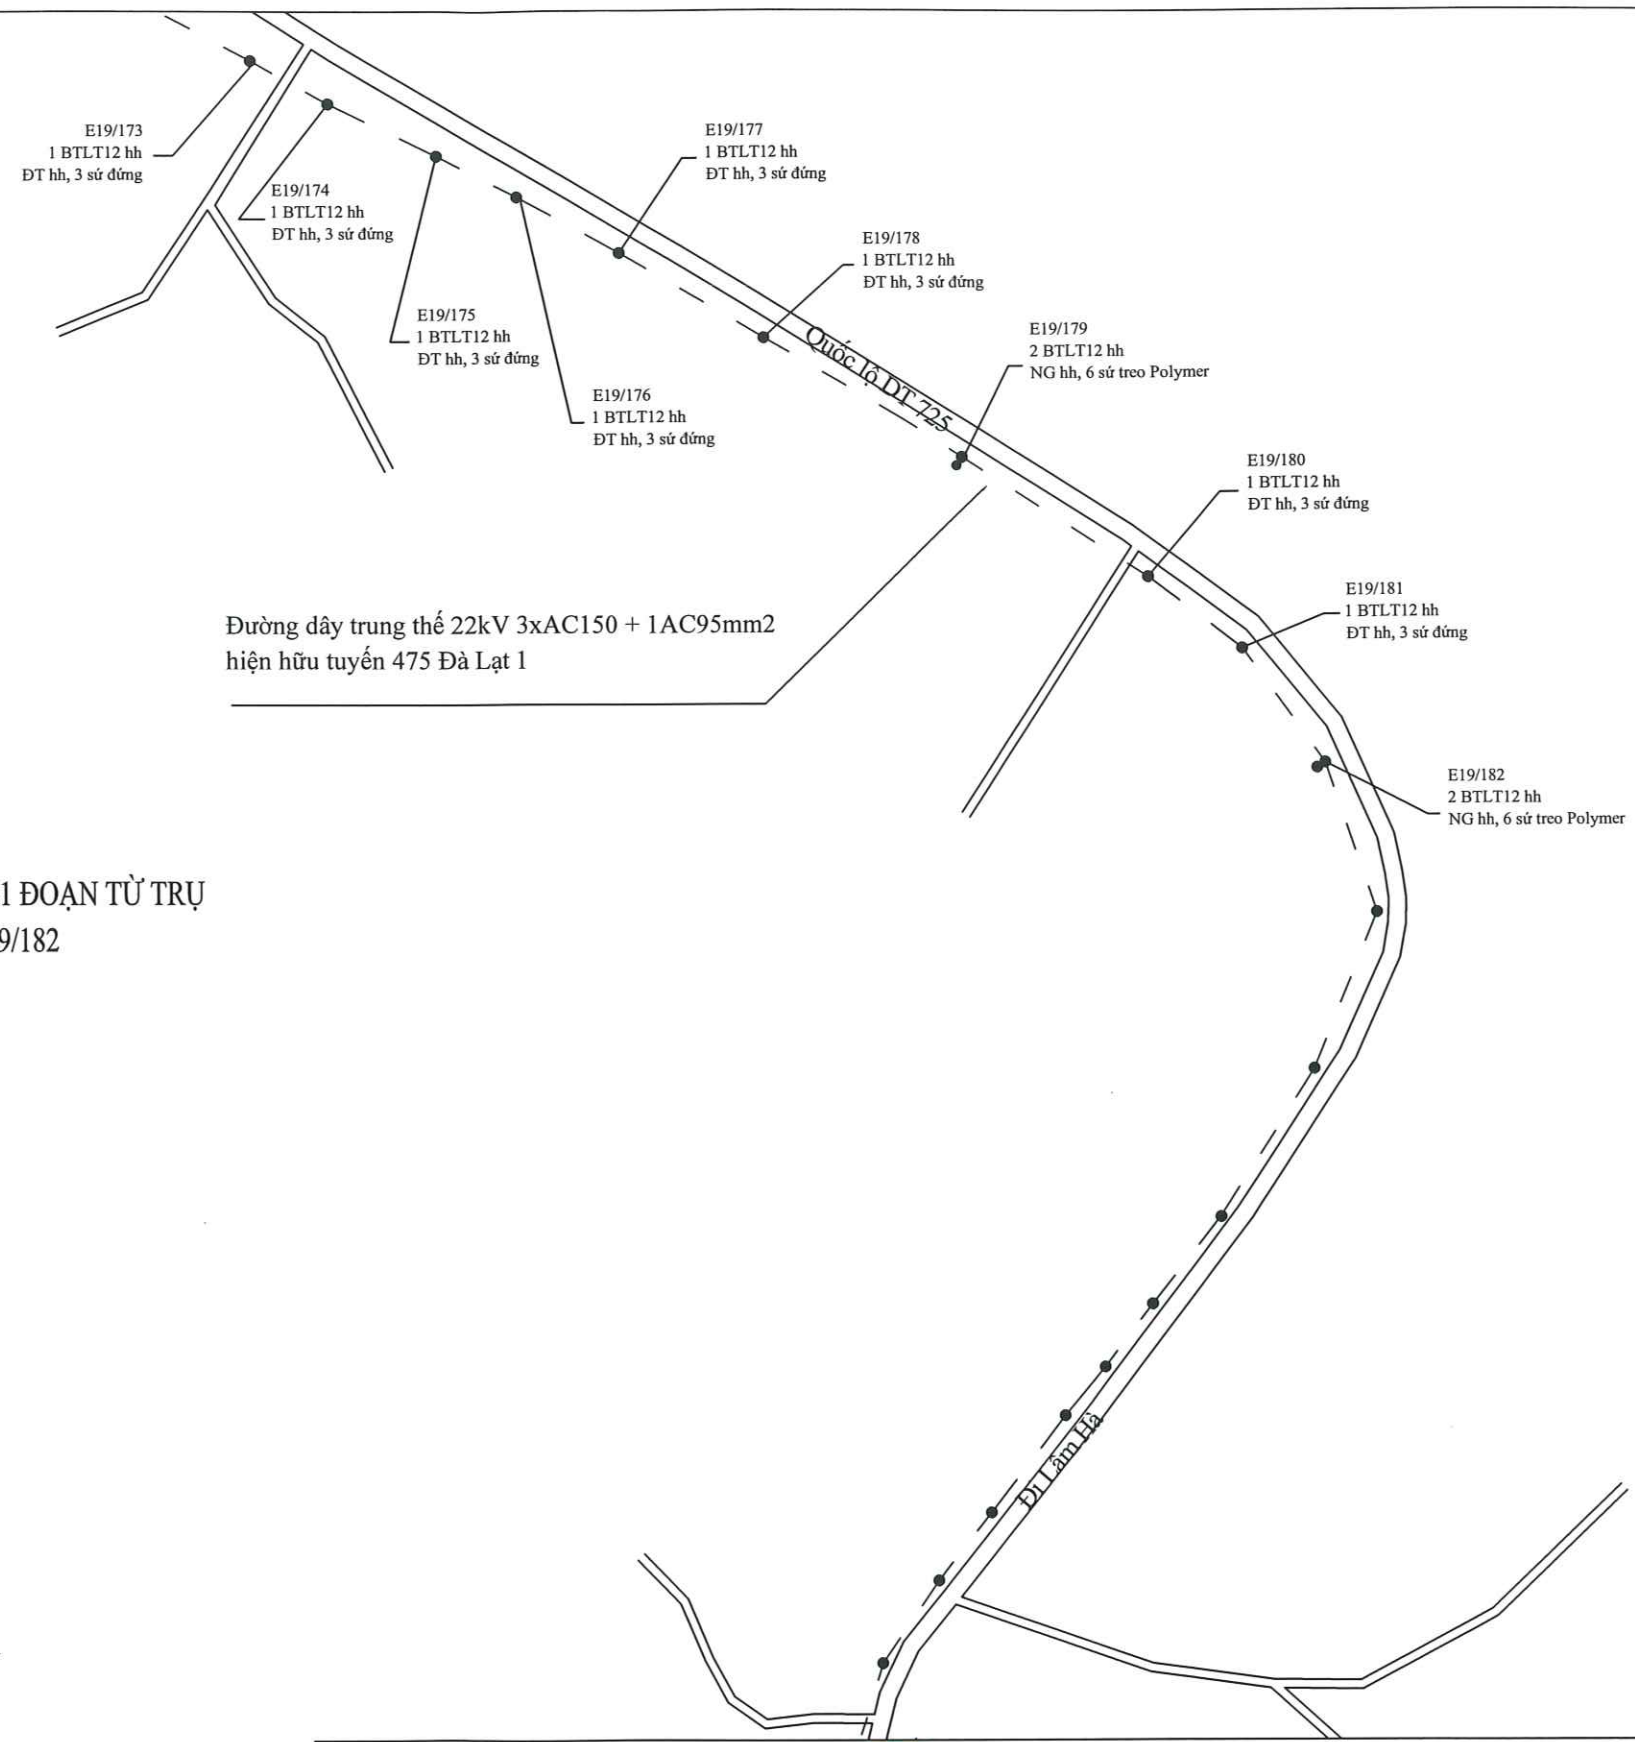 E19/173
1 BTLT12 hh
ĐT hh, 3 sứ đứng
E19/174
1 BTLT12 hh
ĐT hh, 3 sứ đứng
E19/175
1 BTLT12 hh
ĐT hh, 3 sứ đứng
E19/176
1 BTLT12 hh
ĐT hh, 3 sứ đứng
E19/177
1 BTLT12 hh
ĐT hh, 3 sứ đứng
E19/178
1 BTLT12 hh
ĐT hh, 3 sứ đứng
Quốc lộ DT 725
E19/179
2 BTLT12 hh
NG hh, 6 sứ treo Polymer
E19/180
1 BTLT12 hh
ĐT hh, 3 sứ đứng
E19/181
1 BTLT12 hh
ĐT hh, 3 sứ đứng
E19/182
2 BTLT12 hh
NG hh, 6 sứ treo Polymer
Đường dây trung thế 22kV 3xAC150 + 1AC95mm2
hiện hữu tuyến 475 Đà Lạt 1
1 ĐOẠN TỪ TRỤ
9/182
Đi Lâm Hà